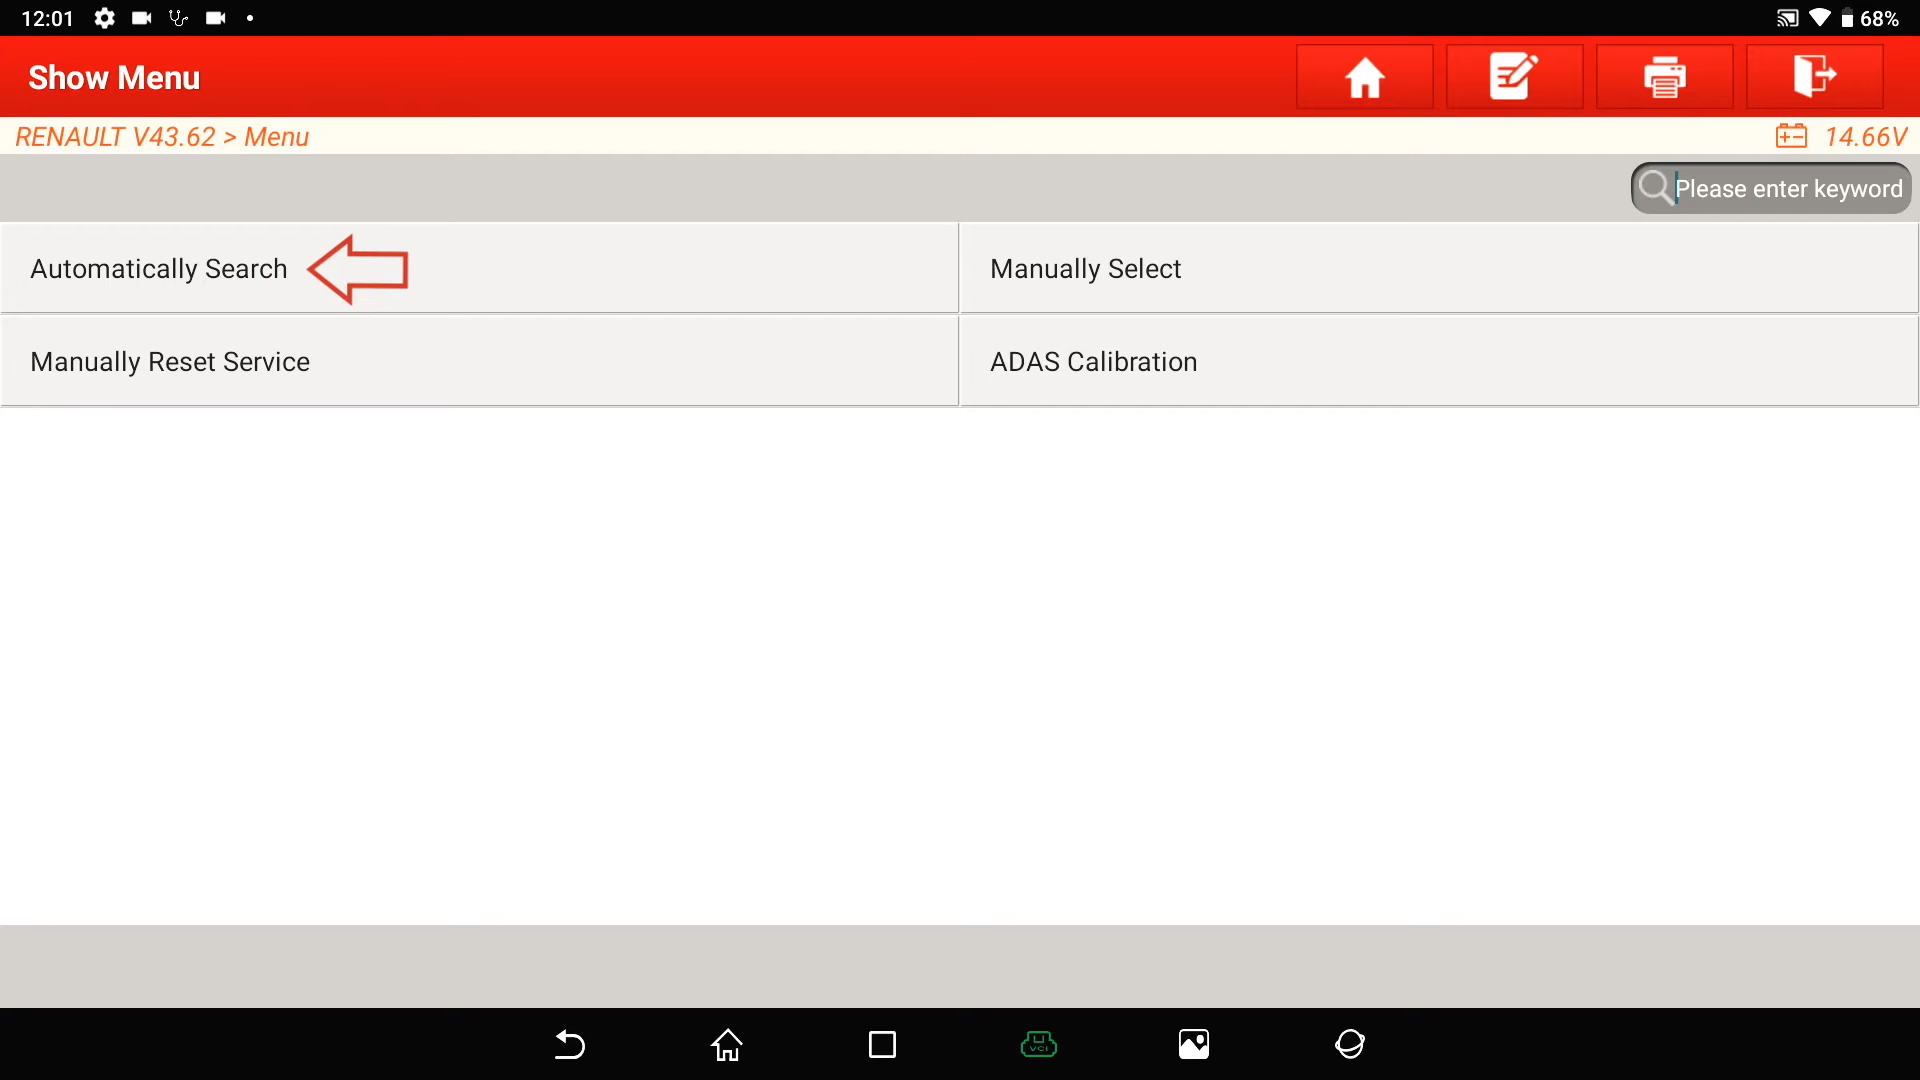 12:01
68%
Show Menu
RENAULT V43.62 > Menu
14.66V
Please enter keyword
Automatically Search
Manually Select
Manually Reset Service
ADAS Calibration
VCI